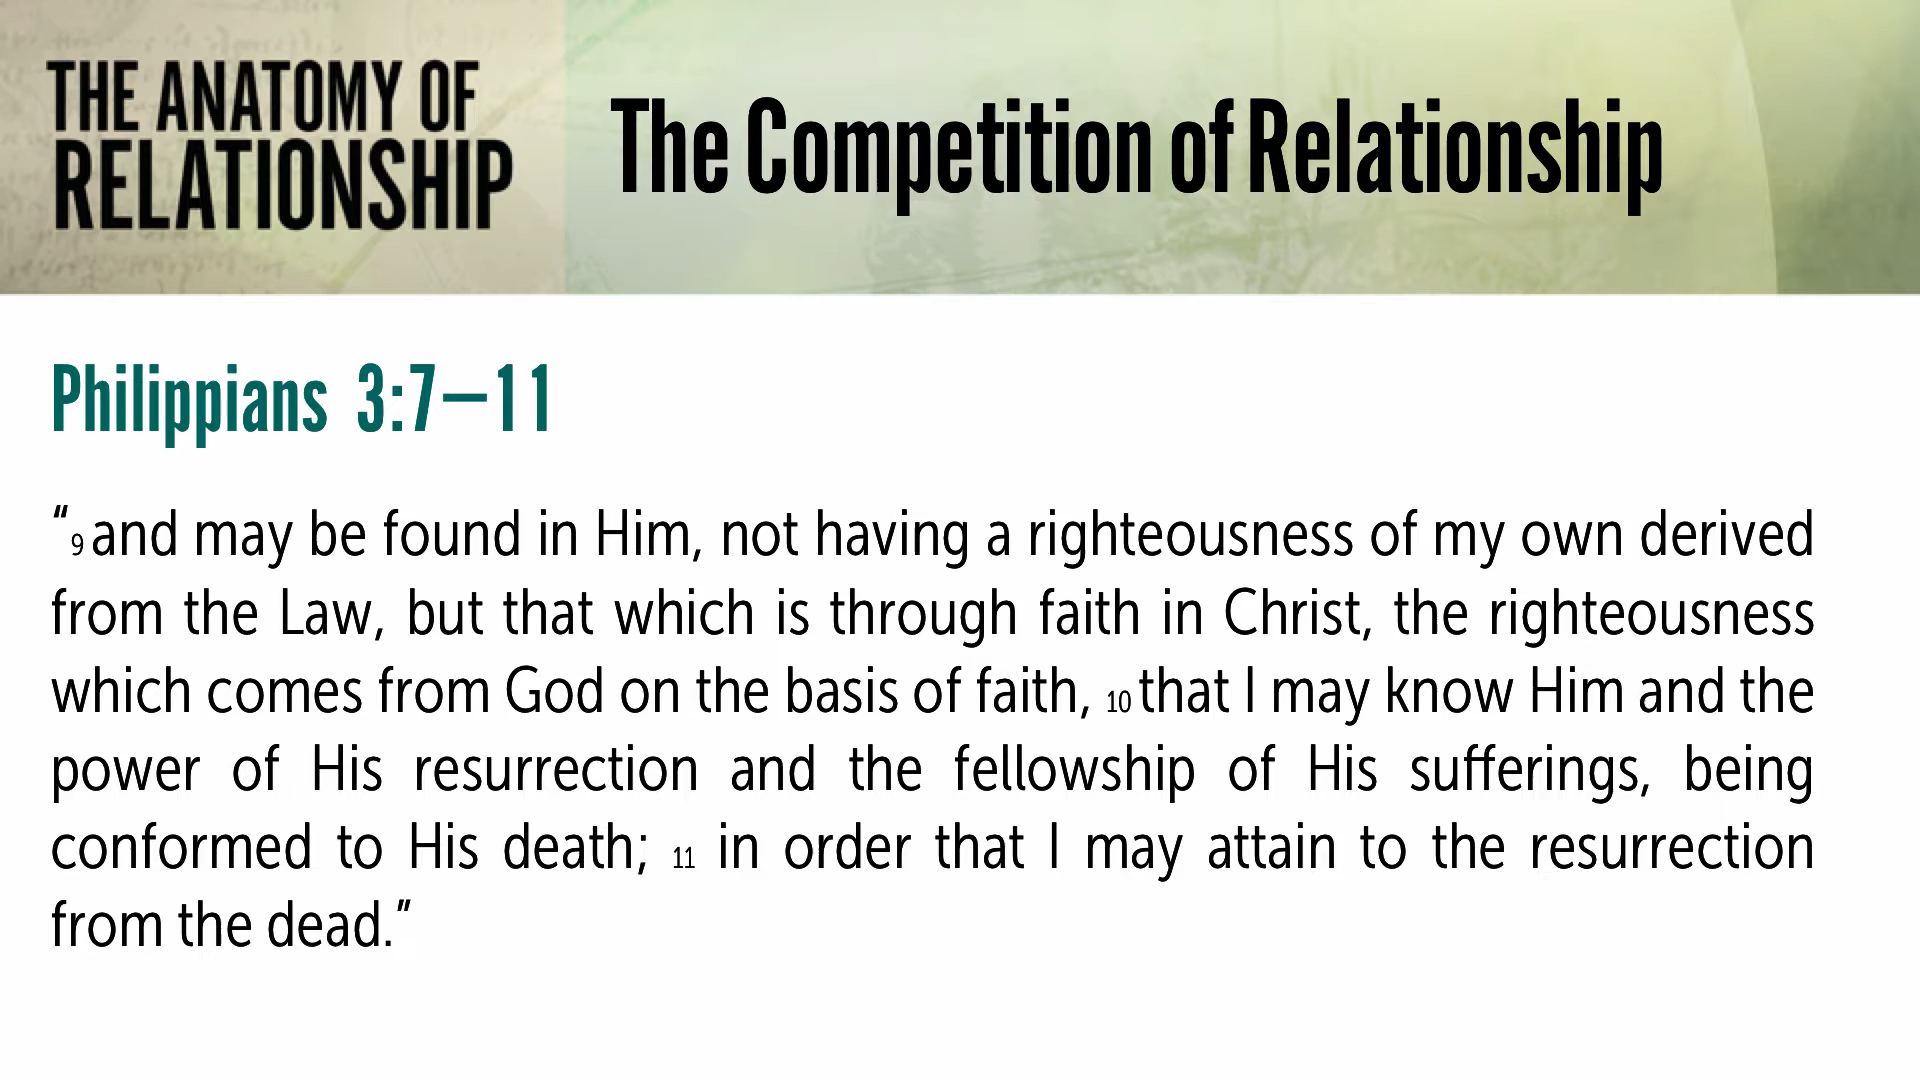 THE ANATOMY OF
RELATIONSHIP
The Competition of Relationship
Philippians 3:7–11
“9 and may be found in Him, not having a righteousness of my own derived
from the Law, but that which is through faith in Christ, the righteousness
which comes from God on the basis of faith, 10 that I may know Him and the
power of His resurrection and the fellowship of His sufferings, being
conformed to His death; 11 in order that I may attain to the resurrection
from the dead.”